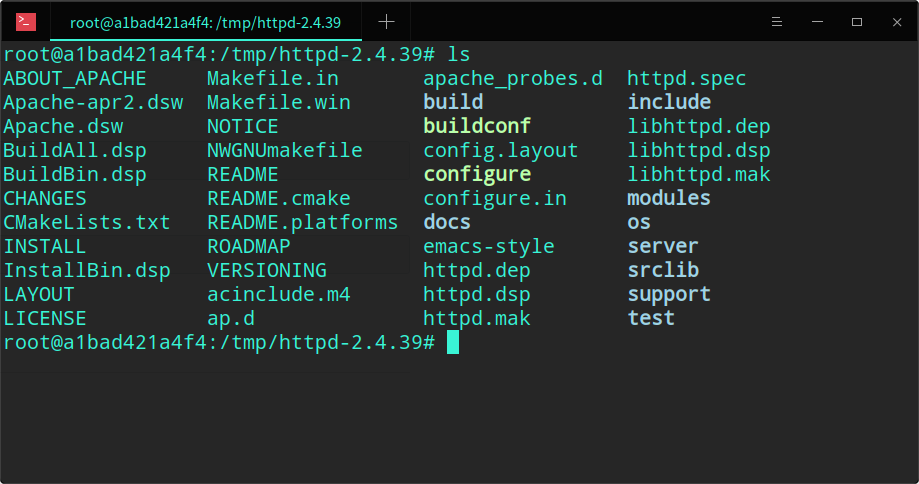 root@a1bad421a4f4: /tmp/httpd-2.4.39
root@a1bad421a4f4:/tmp/httpd-2.4.39# ls
ABOUT_APACHE Makefile.in apache_probes.d httpd.spec
Apache-apr2.dsw Makefile.win build include
Apache.dsw NOTICE buildconf libhttpd.dep
BuildAll.dsp NWGNUmakefile config.layout libhttpd.dsp
BuildBin.dsp README configure libhttpd.mak
CHANGES README.cmake configure.in modules
CMakeLists.txt README.platforms docs os
INSTALL ROADMAP emacs-style server
InstallBin.dsp VERSIONING httpd.dep srclib
LAYOUT acinclude.m4 httpd.dsp support
LICENSE ap.d httpd.mak test
root@a1bad421a4f4:/tmp/httpd-2.4.39#